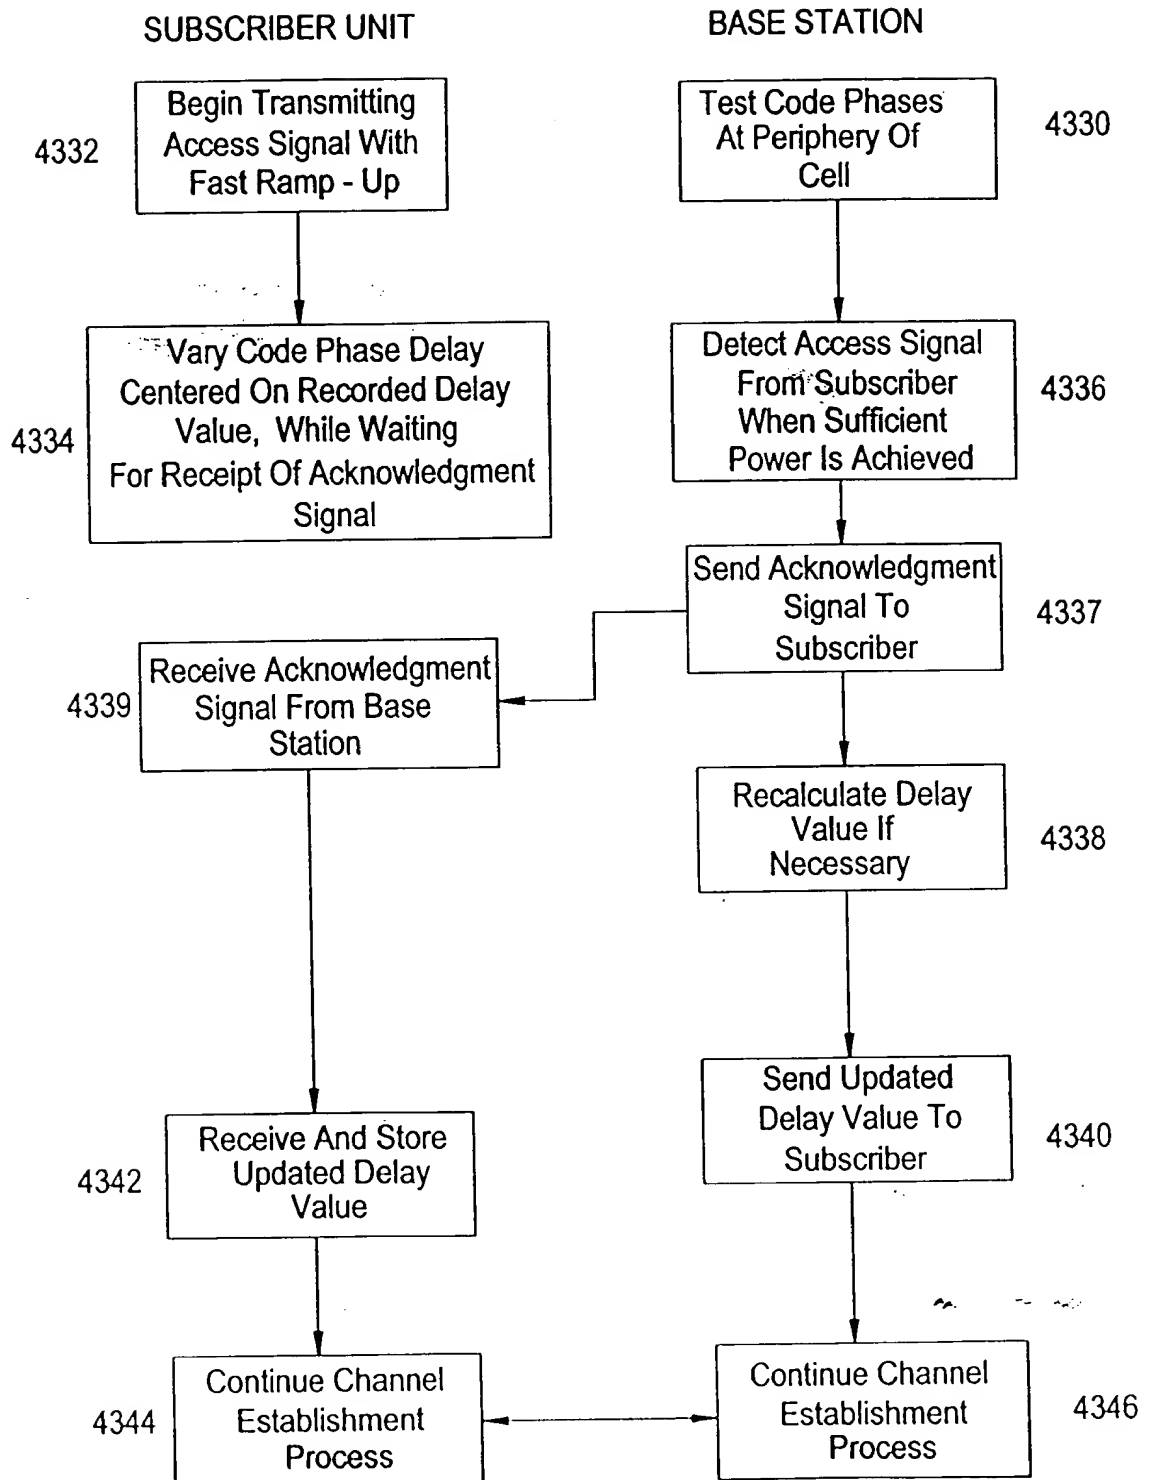 SUBSCRIBER UNIT
BASE STATION
4332
Begin Transmitting
Access Signal With
Fast Ramp - Up
Test Code Phases
At Periphery Of
Cell
4330
4334
Vary Code Phase Delay
Centered On Recorded Delay
Value, While Waiting
For Receipt Of Acknowledgment
Signal
Detect Access Signal
From Subscriber
When Sufficient
Power Is Achieved
4336
Send Acknowledgment
Signal To
Subscriber
4337
4339
Receive Acknowledgment
Signal From Base
Station
Recalculate Delay
Value If
Necessary
4338
Send Updated
Delay Value To
Subscriber
4340
4342
Receive And Store
Updated Delay
Value
4344
Continue Channel
Establishment
Process
Continue Channel
Establishment
Process
4346